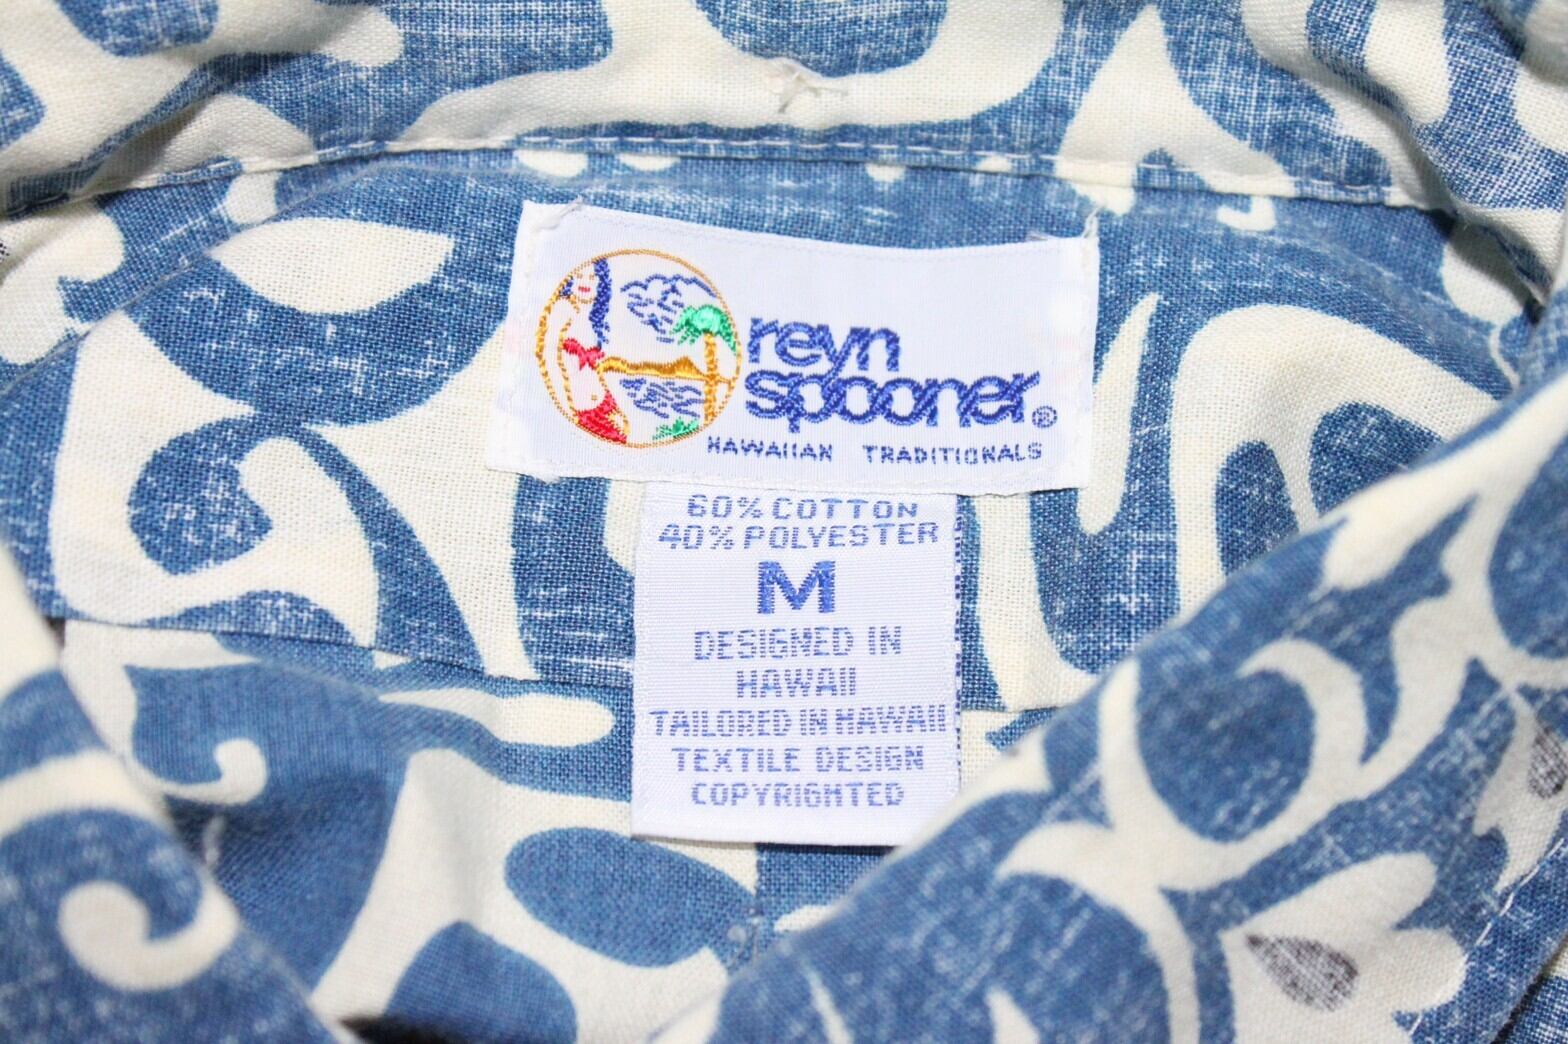 reyn
spooner®
HAWAIIAN TRADITIONALS
60% COTTON
40% POLYESTER
M
DESIGNED IN
HAWAII
TAILORED IN HAWAII
TEXTILE DESIGN
COPYRIGHTED